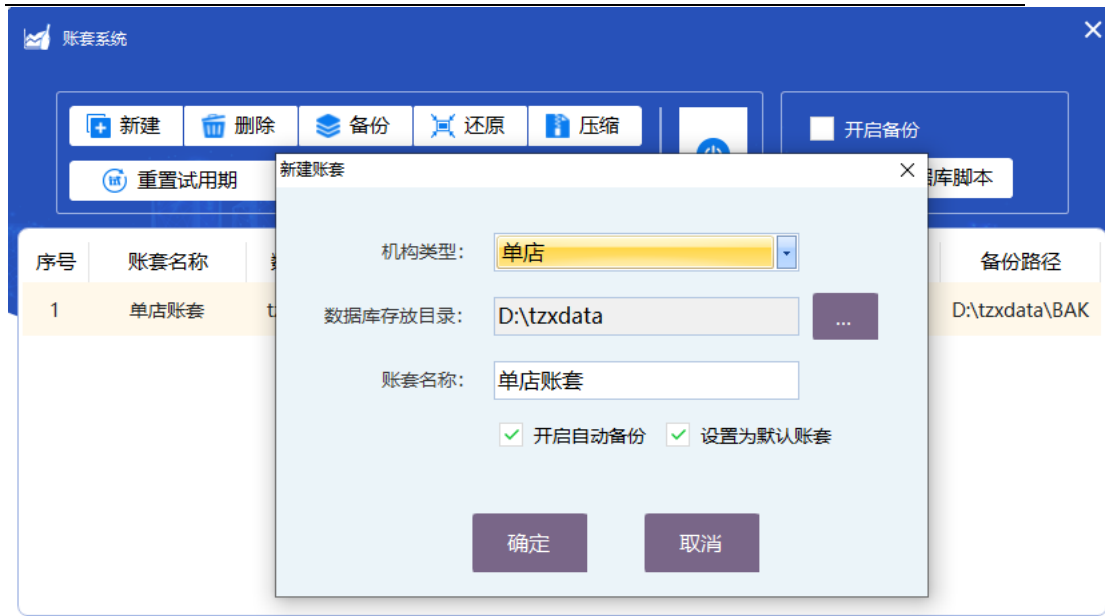 账套系统
新建 删除 备份 还原 压缩
开启备份
重置试用期
库脚本
新建账套
机构类型： 单店
数据库存放目录： D:\tzxdata ...
账套名称： 单店账套
开启自动备份 设置为默认账套
确定 取消
序号 账套名称 备份路径
1 单店账套 D:\tzxdata\BAK